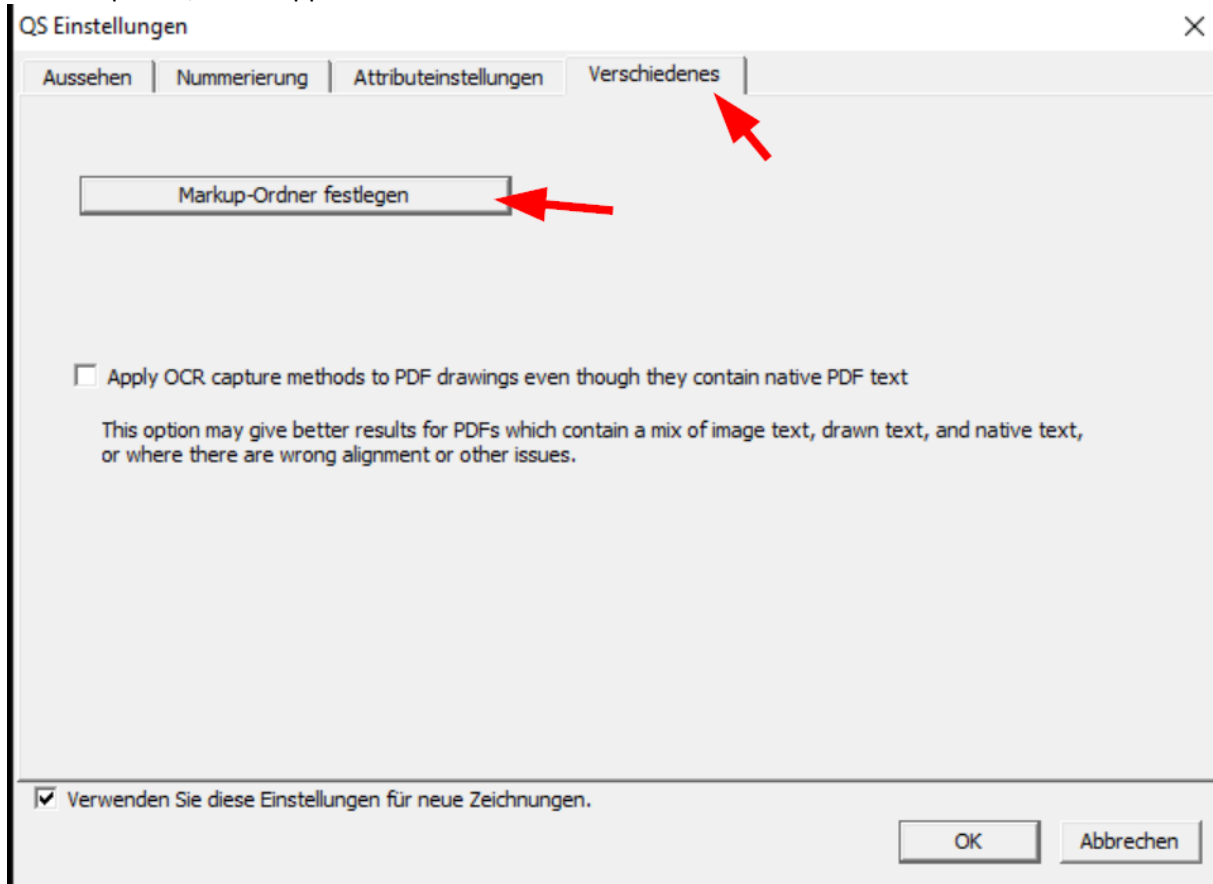 QS Einstellungen
Aussehen Nummerierung Attributeinstellungen Verschiedenes
Markup-Ordner festlegen
Apply OCR capture methods to PDF drawings even though they contain native PDF text
This option may give better results for PDFs which contain a mix of image text, drawn text, and native text,
or where there are wrong alignment or other issues.
Verwenden Sie diese Einstellungen für neue Zeichnungen.
OK Abbrechen